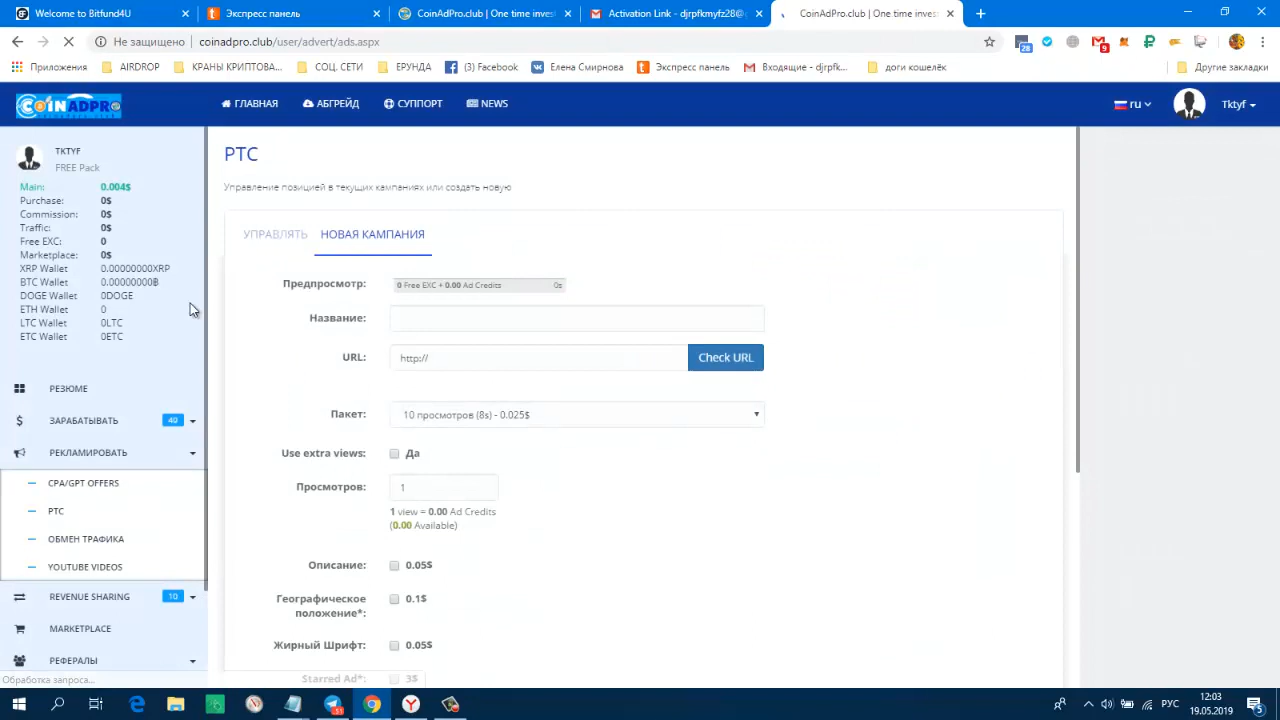 Welcome to Bitfund4U
Экспресс панель
CoinAdPro.club | One time inves
Activation Link - djrpfkmyfz28@
CoinAdPro.club | One time inves
Не защищено
coinadpro.club/user/advert/ads.aspx
28
9
Приложения
AIRDROP
КРАНЫ КРИПТОВА...
СОЦ. СЕТИ
ЕРУНДА
(3) Facebook
Елена Смирнова
Экспресс панель
Входящие - djrpfk...
доги кошелёк
Другие закладки
COINADPRO
ГЛАВНАЯ
АБГРЕЙД
СУППОРТ
NEWS
ru
Tktyf
TKTYF
FREE Pack
Main: 0.004$
Purchase: 0$
Commission: 0$
Traffic: 0$
Free EXC: 0
Marketplace: 0$
XRP Wallet 0.00000000XRP
BTC Wallet 0.00000000฿
DOGE Wallet 0DOGE
ETH Wallet 0
LTC Wallet 0LTC
ETC Wallet 0ETC
РЕЗЮМЕ
ЗАРАБАТЫВАТЬ 49
РЕКЛАМИРОВАТЬ
CPA/GPT OFFERS
PTC
ОБМЕН ТРАФИКА
YOUTUBE VIDEOS
REVENUE SHARING 10
MARKETPLACE
РЕФЕРАЛЫ
Обработка запроса...
PTC
Управление позицией в текущих кампаниях или создать новую
УПРАВЛЯТЬ
НОВАЯ КАМПАНИЯ
Предпросмотр:
0 Free EXC + 0.00 Ad Credits 0s
Название:
URL:
http://
Check URL
Пакет:
10 просмотров (8s) - 0.025$
Use extra views:
Да
Просмотров:
1
1 view = 0.00 Ad Credits
(0.00 Available)
Описание:
0.05$
Географическое
положение*:
0.1$
Жирный Шрифт:
0.05$
Starred Ad*:
3$
РУС
12:03
19.05.2019
5